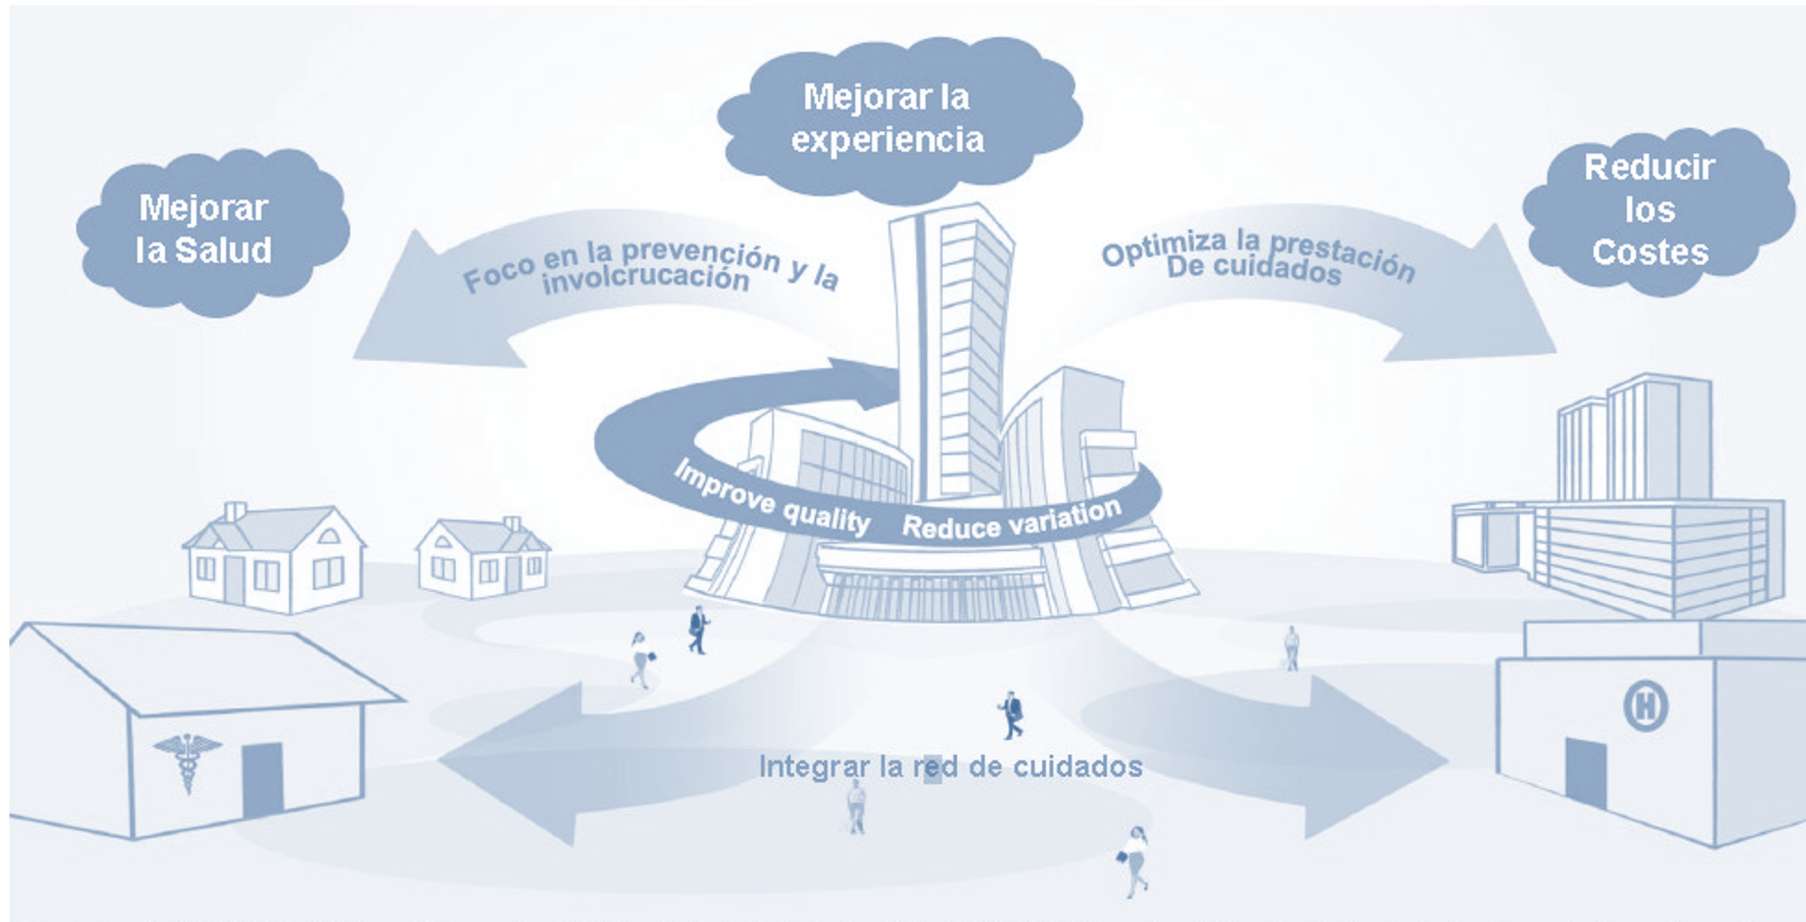 Mejorar la
experiencia
Mejorar
la Salud
Reducir
los
Costes
Foco en la prevención y la
involcrucación
Optimiza la prestación
De cuidados
Improve quality Reduce variation
H
Integrar la red de cuidados